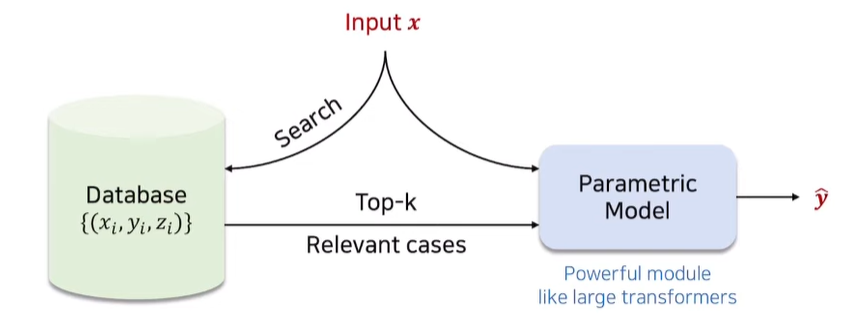 Input x
Search
Database
{(xᵢ, yᵢ, zᵢ)}
Top-k
Relevant cases
Parametric
Model
ŷ
Powerful module
like large transformers